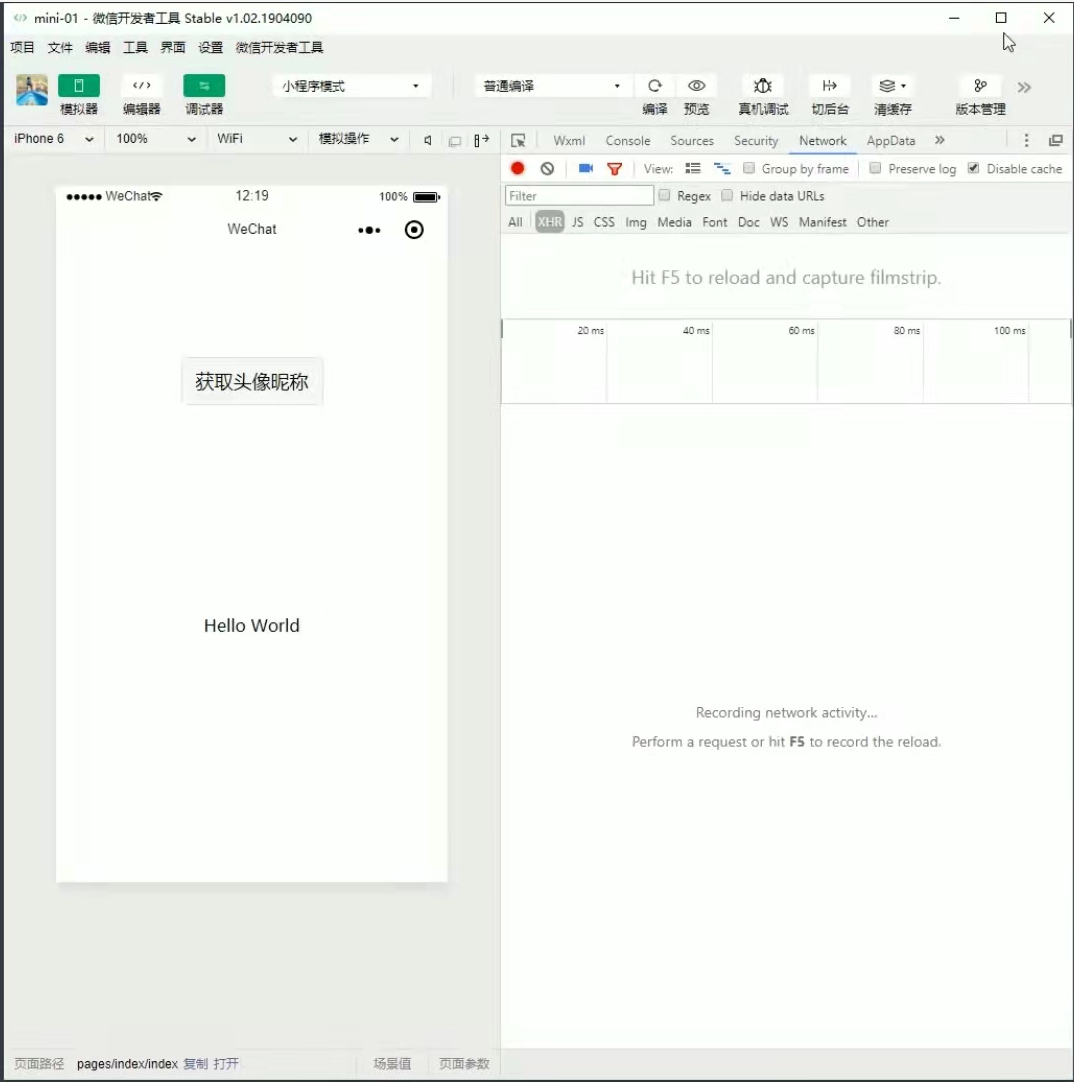 mini-01 - 微信开发者工具 Stable v1.02.1904090
项目 文件 编辑 工具 界面 设置 微信开发者工具
小程序模式 普通编译
模拟器 编辑器 调试器 编译 预览 真机调试 切后台 清缓存 版本管理
iPhone 6 100% WiFi 模拟操作 Wxml Console Sources Security Network AppData
View: Group by frame Preserve log Disable cache
Filter Regex Hide data URLs
All XHR JS CSS Img Media Font Doc WS Manifest Other
WeChat 12:19 100%
WeChat
Hit F5 to reload and capture filmstrip.
20 ms 40 ms 60 ms 80 ms 100 ms
获取头像昵称
Hello World
Recording network activity...
Perform a request or hit F5 to record the reload.
页面路径 pages/index/index 复制 打开 场景值 页面参数